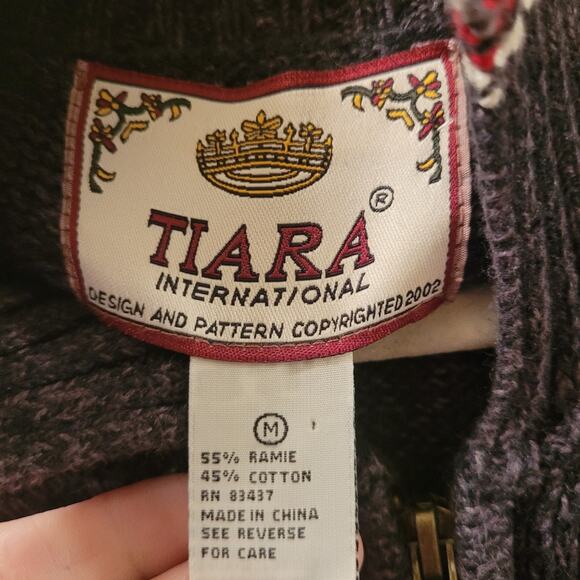 TIARA®
INTERNATIONAL
DESIGN AND PATTERN COPYRIGHTED 2002
M
55% RAMIE
45% COTTON
RN 83437
MADE IN CHINA
SEE REVERSE
FOR CARE